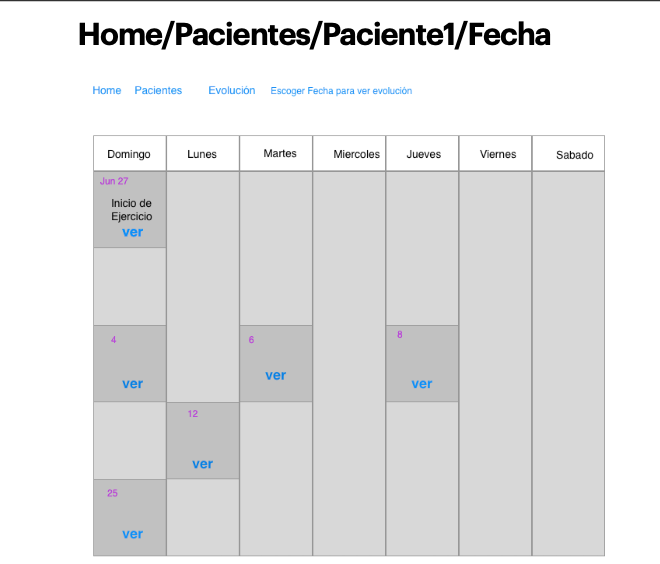 Home/Pacientes/Paciente1/Fecha
Home Pacientes Evolución Escoger Fecha para ver evolución
Domingo Lunes Martes Miercoles Jueves Viernes Sabado
Jun 27
Inicio de
Ejercicio
ver
4 6 8
ver ver ver
12
ver
25
ver